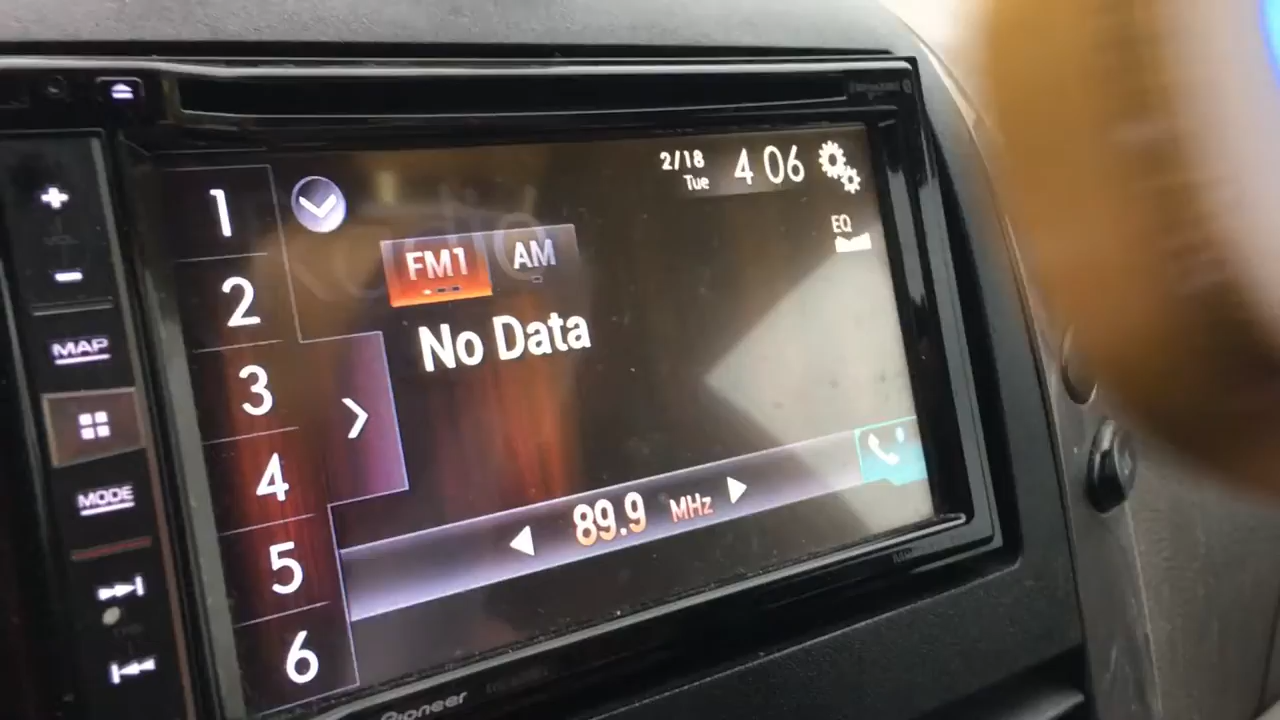 2/18
Tue
4 06
1
2
3
4
5
6
EQ
FM1
AM
No Data
89.9 MHz
MAP
MODE
Pioneer